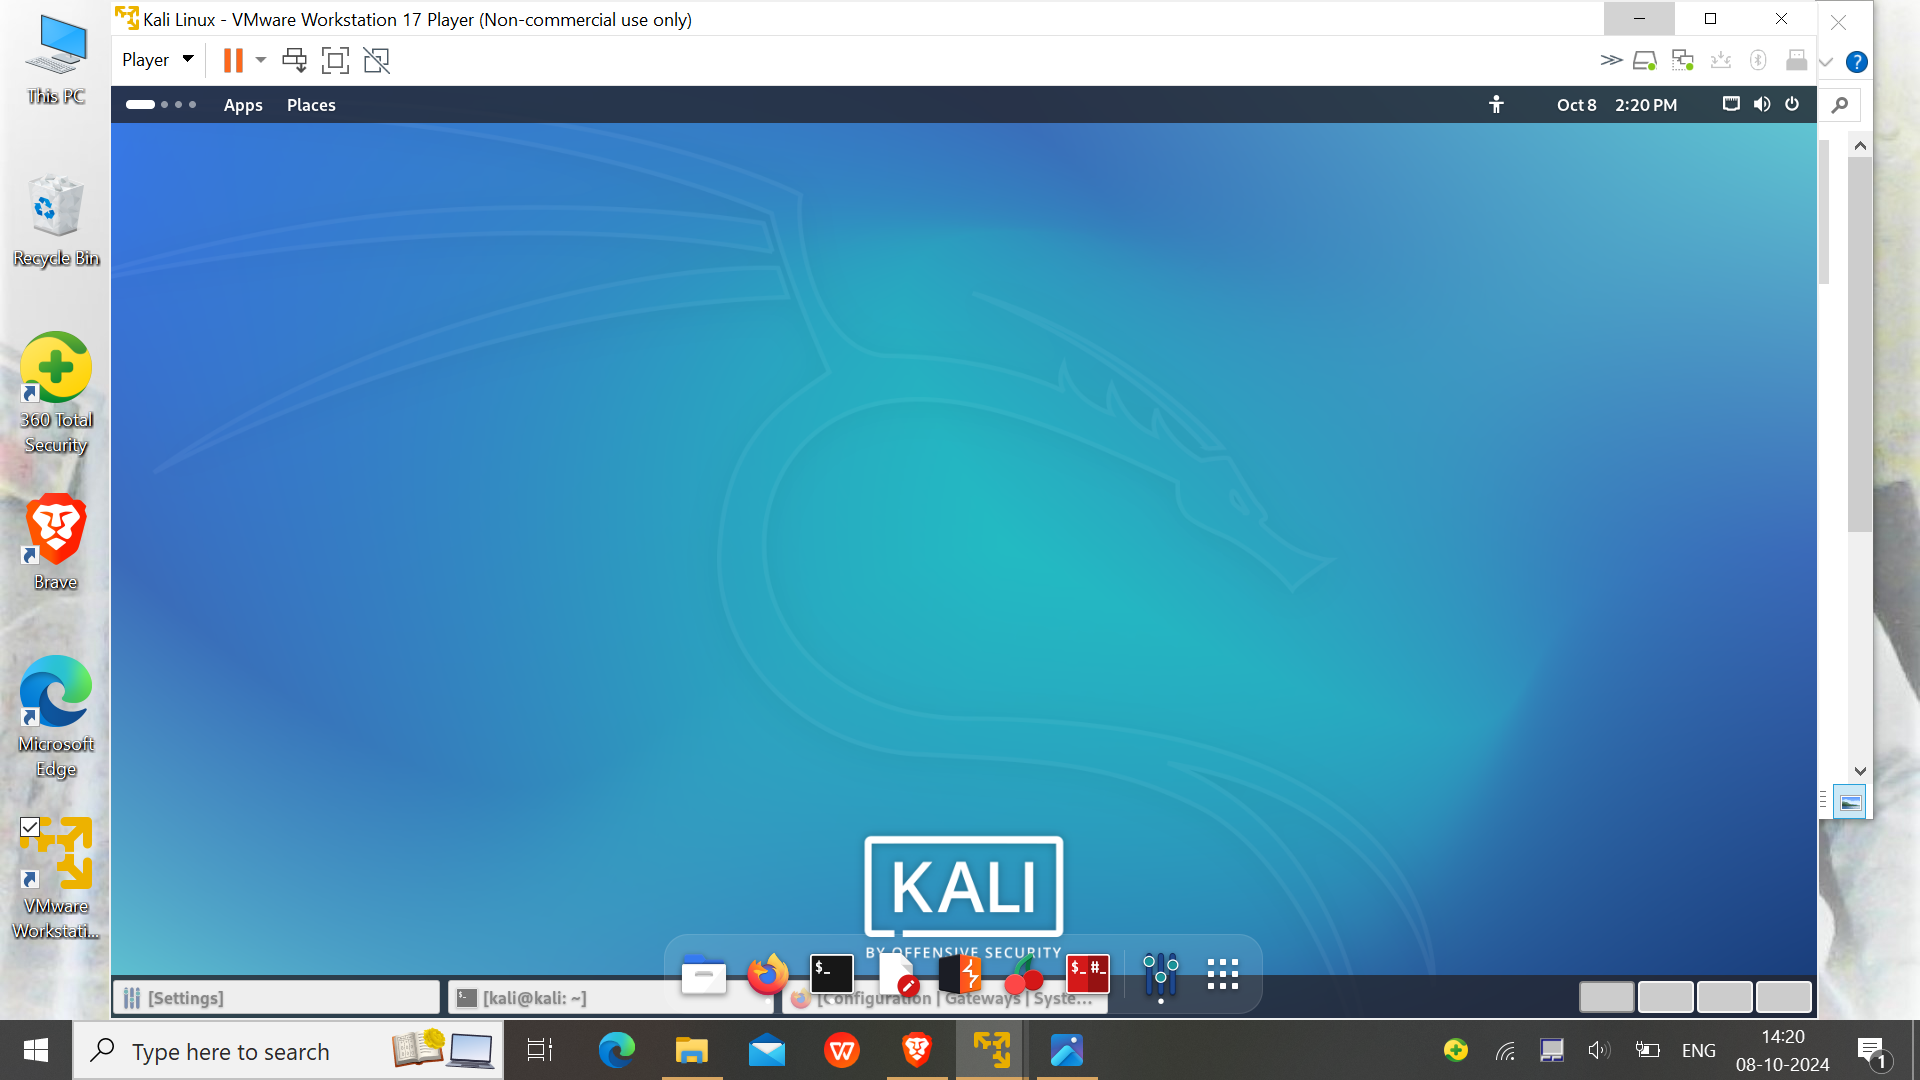 Kali Linux - VMware Workstation 17 Player (Non-commercial use only)
Player
Apps Places
Oct 8 2:20 PM
This PC
Recycle Bin
360 Total
Security
Brave
Microsoft
Edge
VMware
Workstati...
KALI
BY OFFENSIVE SECURITY
[Settings]
[kali@kali: ~]
[Configuration | Gateways | Syste...
Type here to search
ENG
14:20
08-10-2024
1